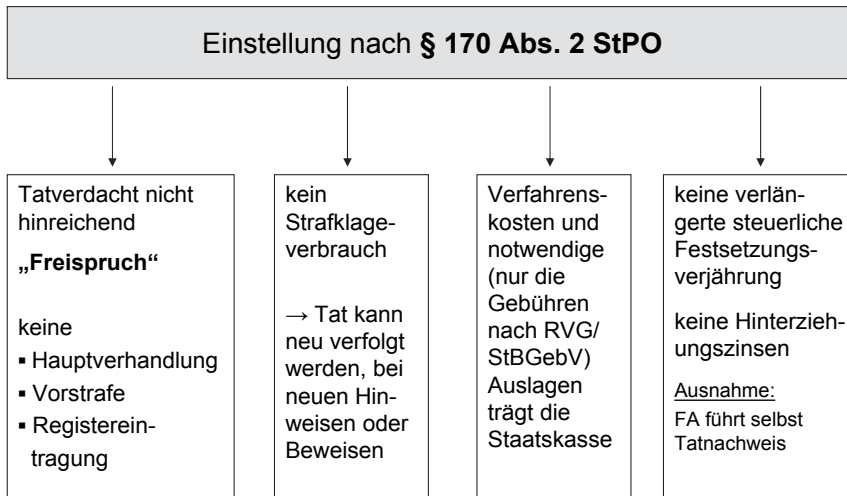 Einstellung nach § 170 Abs. 2 StPO
Tatverdacht nicht
hinreichend
„Freispruch“
keine
▪ Hauptverhandlung
▪ Vorstrafe
▪ Registerein-
tragung
kein
Strafklage-
verbrauch
→ Tat kann
neu verfolgt
werden, bei
neuen Hin-
weisen oder
Beweisen
Verfahrens-
kosten und
notwendige
(nur die
Gebühren
nach RVG/
StBGebV)
Auslagen
trägt die
Staatskasse
keine verlän-
gerte steuerliche
Festsetzungs-
verjährung
keine Hinterzieh-
ungszinsen
Ausnahme:
FA führt selbst
Tatnachweis